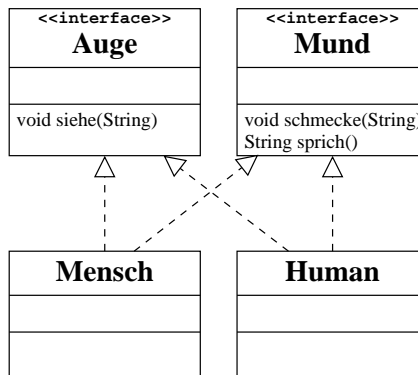 <<interface>>
Auge
void siehe(String)
<<interface>>
Mund
void schmecke(String)
String sprich()
Mensch
Human